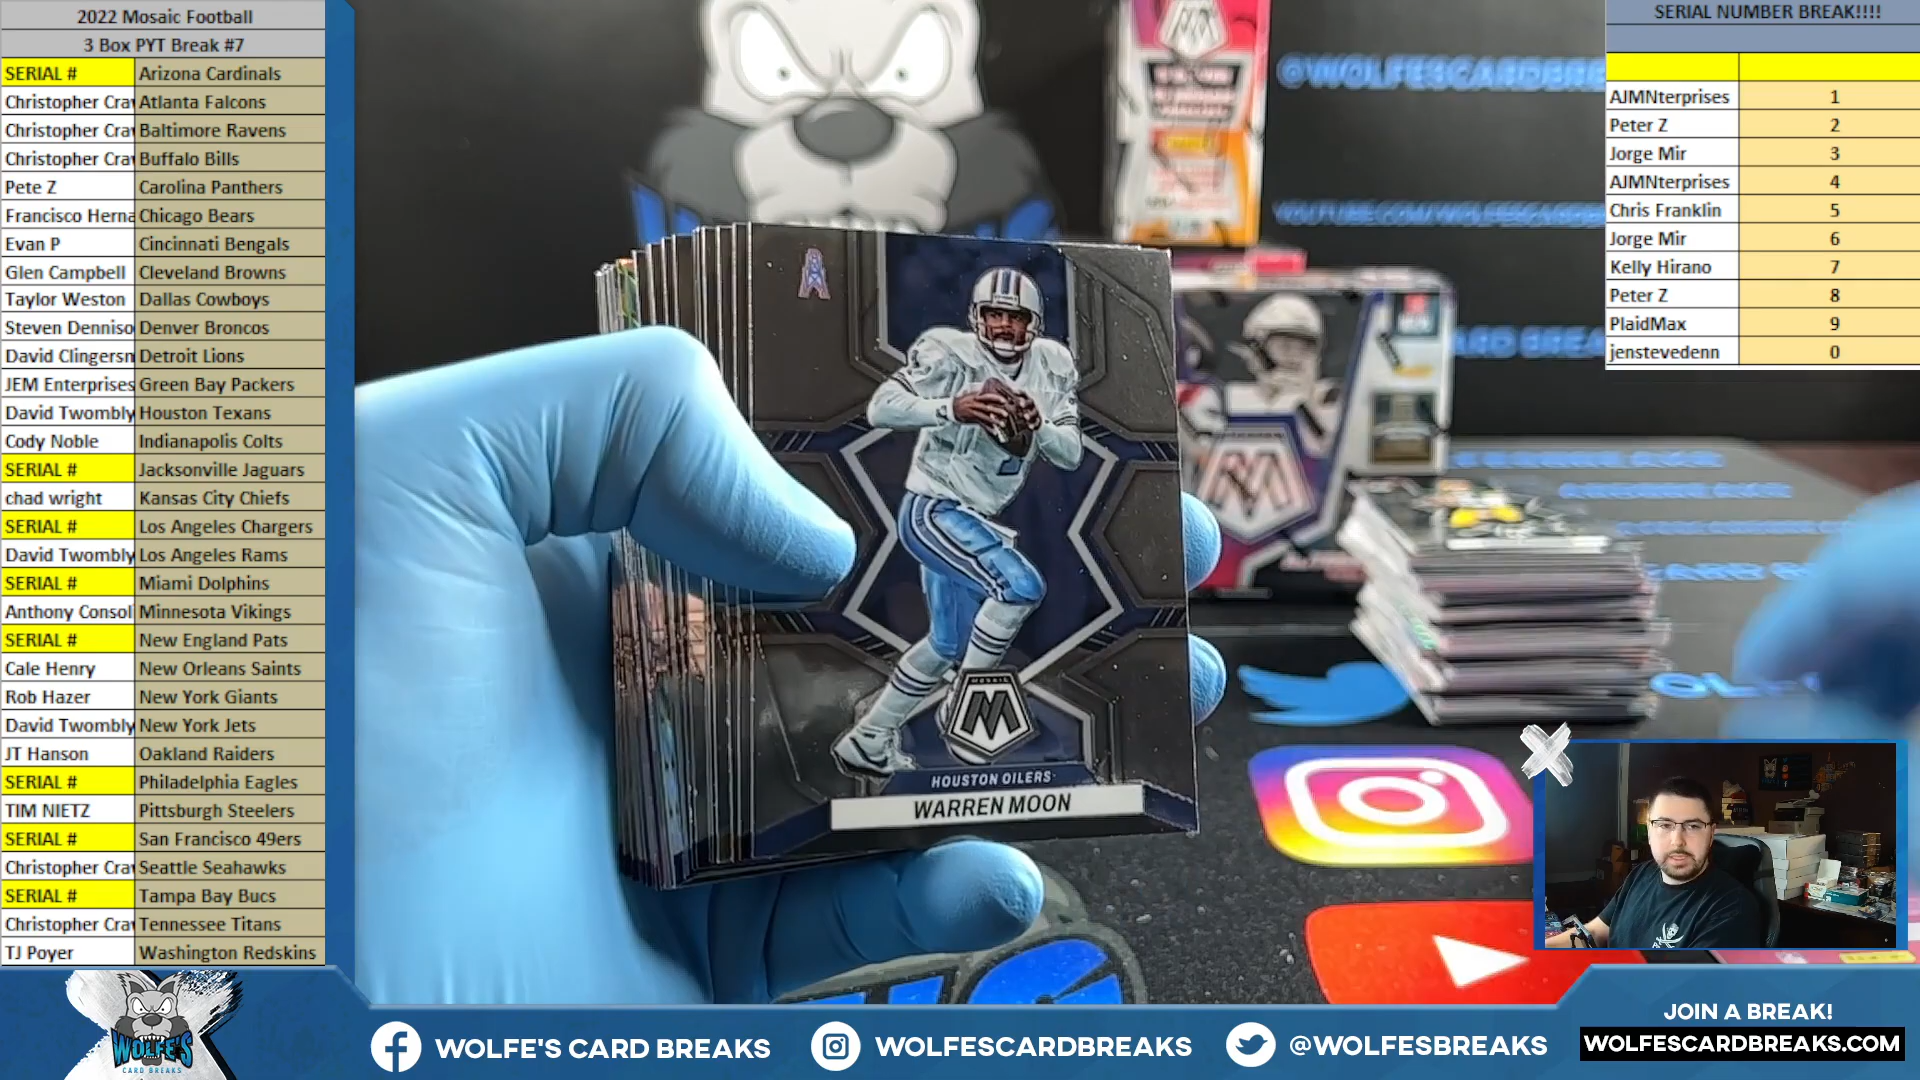 2022 Mosaic Football
3 Box PYT Break #7
SERIAL # Arizona Cardinals
Christopher Cra Atlanta Falcons
Christopher Cra Baltimore Ravens
Christopher Cra Buffalo Bills
Pete Z Carolina Panthers
Francisco Herna Chicago Bears
Evan P Cincinnati Bengals
Glen Campbell Cleveland Browns
Taylor Weston Dallas Cowboys
Steven Denniso Denver Broncos
David Clingersn Detroit Lions
JEM Enterprises Green Bay Packers
David Twombly Houston Texans
Cody Noble Indianapolis Colts
SERIAL # Jacksonville Jaguars
chad wright Kansas City Chiefs
SERIAL # Los Angeles Chargers
David Twombly Los Angeles Rams
SERIAL # Miami Dolphins
Anthony Consol Minnesota Vikings
SERIAL # New England Pats
Cale Henry New Orleans Saints
Rob Hazer New York Giants
David Twombly New York Jets
JT Hanson Oakland Raiders
SERIAL # Philadelphia Eagles
TIM NIETZ Pittsburgh Steelers
SERIAL # San Francisco 49ers
Christopher Cra Seattle Seahawks
SERIAL # Tampa Bay Bucs
Christopher Cra Tennessee Titans
TJ Poyer Washington Redskins
SERIAL NUMBER BREAK!!!!
AJMNterprises 1
Peter Z 2
Jorge Mir 3
AJMNterprises 4
Chris Franklin 5
Jorge Mir 6
Kelly Hirano 7
Peter Z 8
PlaidMax 9
jenstevedenn 0
@WOLFESCARDBRE
YOUTUBE.COM/WOLFESCARDBRE
MOSAIC
M
HOUSTON OILERS
WARREN MOON
WOLFE'S
CARD BREAKS
WOLFE'S CARD BREAKS
WOLFESCARDBREAKS
@WOLFESBREAKS
JOIN A BREAK!
WOLFESCARDBREAKS.COM